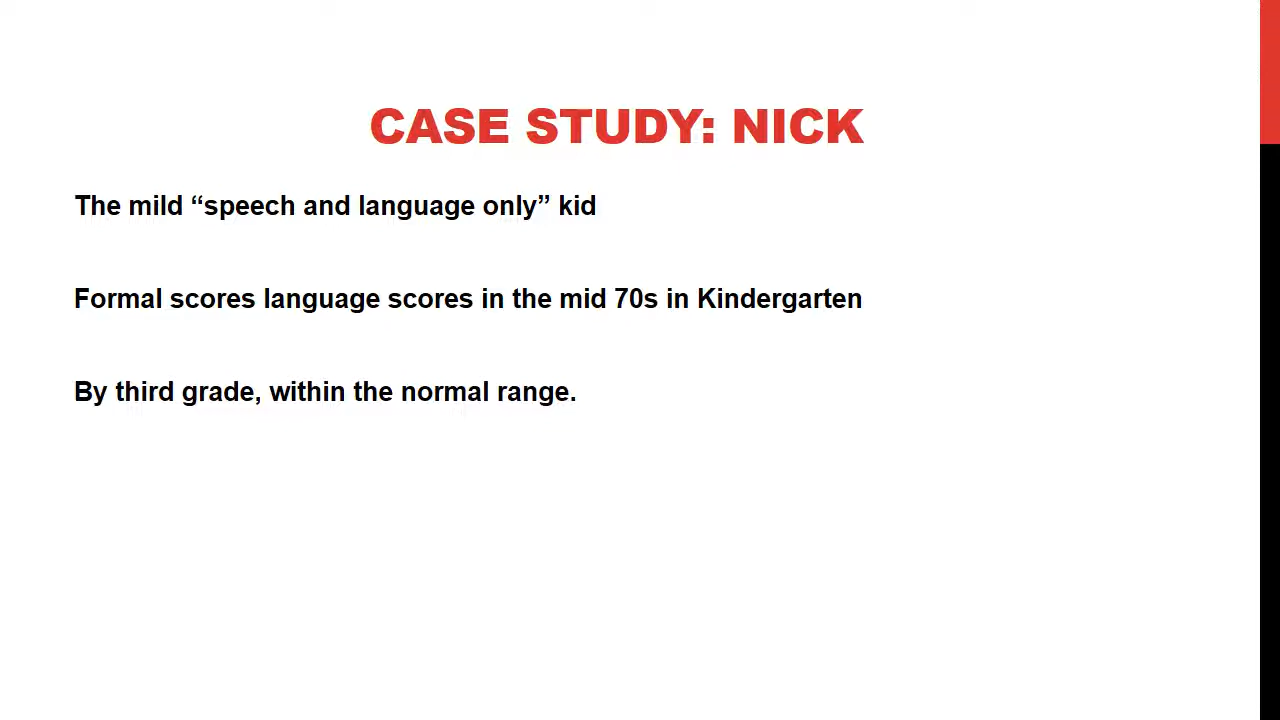 CASE STUDY: NICK
The mild “speech and language only” kid
Formal scores language scores in the mid 70s in Kindergarten
By third grade, within the normal range.